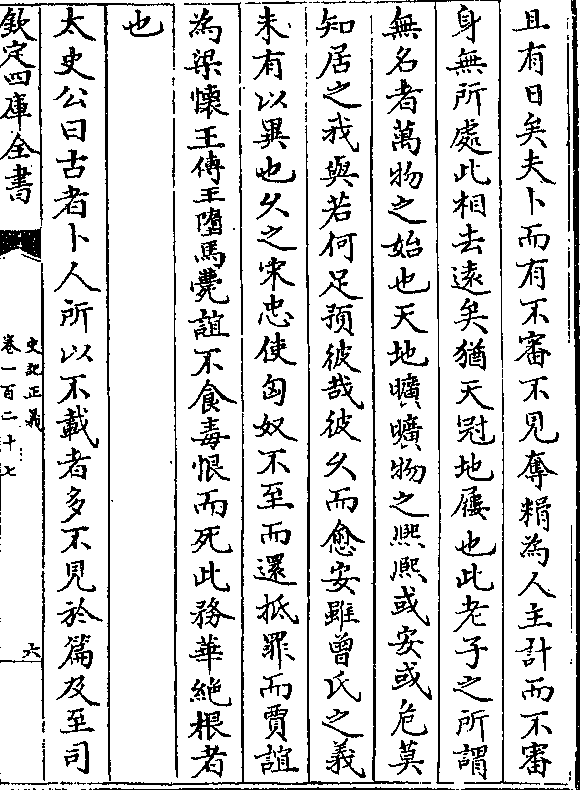 且有日矣夫卜而有不審不見奪糈為人主計而不審
身無所處此相去遠矣猶天冠地屨也此老子之所謂
無名者萬物之始也天地曠曠物之熈熈或安或危莫
知居之我與若何足預彼哉彼久而愈安雖曾氏之義
未有以異也久之宋忠使匈奴不至而還抵罪而賈誼
為梁懷王傅王墮馬薨誼不食毒恨而死此務華絶根者
也
太史公曰古者卜人所以不載者多不見於篇及至司
欽定四庫全書
史記正義
卷一百二十七
六